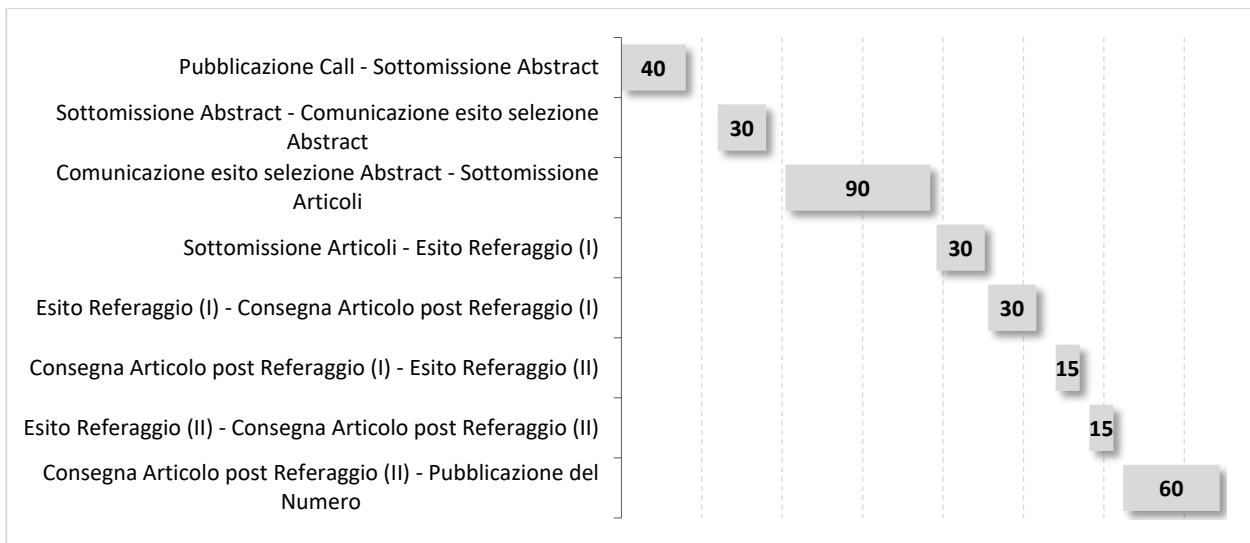 Pubblicazione Call - Sottomissione Abstract
40
Sottomissione Abstract - Comunicazione esito selezione
Abstract
30
Comunicazione esito selezione Abstract - Sottomissione
Articoli
90
Sottomissione Articoli - Esito Referaggio (I)
30
Esito Referaggio (I) - Consegna Articolo post Referaggio (I)
30
Consegna Articolo post Referaggio (I) - Esito Referaggio (II)
15
Esito Referaggio (II) - Consegna Articolo post Referaggio (II)
15
Consegna Articolo post Referaggio (II) - Pubblicazione del
Numero
60